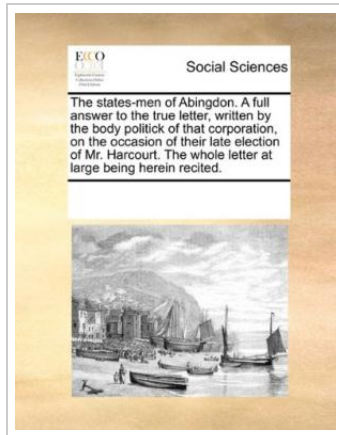 ECCO
Social Sciences
The states-men of Abingdon. A full
answer to the true letter, written by
the body politick of that corporation,
on the occasion of their late election
of Mr. Harcourt. The whole letter at
large being herein recited.